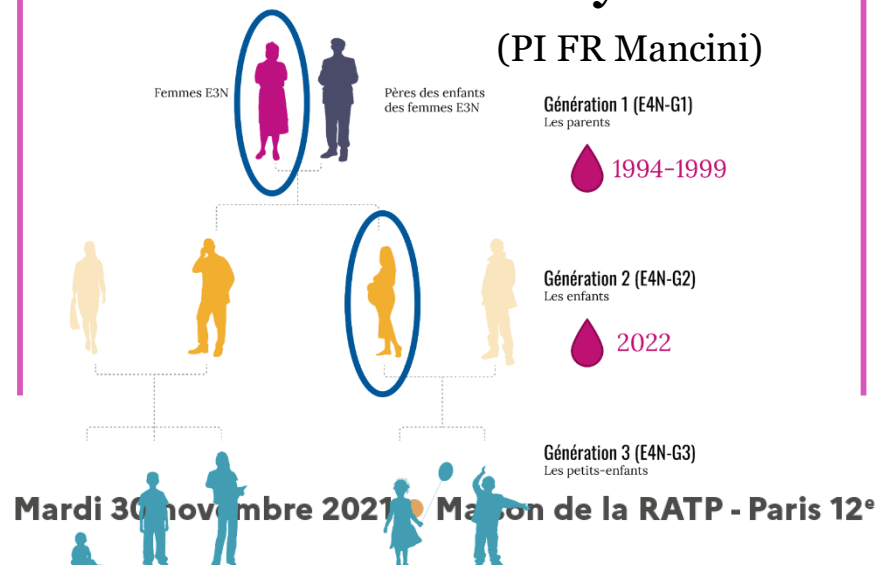 (PI FR Mancini)
Femmes E3N
Pères des enfants
des femmes E3N
Génération 1 (E4N-G1)
Les parents
1994-1999
Génération 2 (E4N-G2)
Les enfants
2022
Génération 3 (E4N-G3)
Les petits-enfants
Mardi 30 novembre 2021 Maison de la RATP - Paris 12e